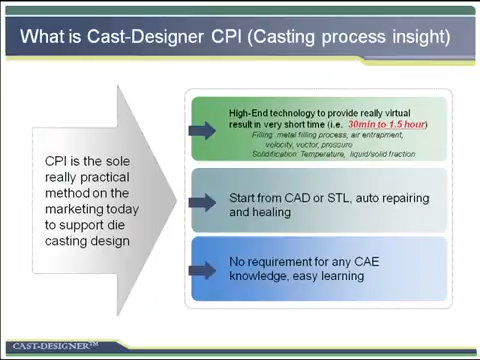 What is Cast-Designer CPI (Casting process insight)
CPI is the sole
really practical
method on the
marketing today
to support die
casting design
High-End technology to provide really virtual
result in very short time (i.e. 30min to 1.5 hour)
Filling: metal filling process, air entrapment,
velocity, vector, pressure
Solidification: Temperature, liquid/solid fraction
Start from CAD or STL, auto repairing
and healing
No requirement for any CAE
knowledge, easy learning
CAST-DESIGNER™